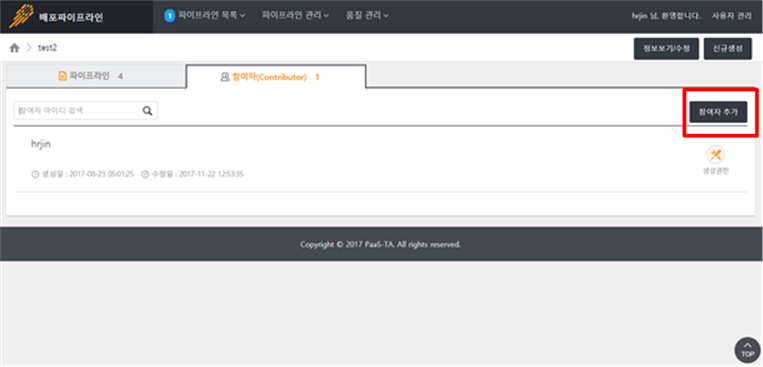 배포파이프라인
1 파이프라인 목록 파이프라인 관리 품질 관리
hrjin 님, 환영합니다. 사용자 관리
test2
정보보기/수정 신규생성
파이프라인 4
참여자(Contributor) 1
참여자 아이디 검색
참여자 추가
hrjin
생성일 : 2017-08-23 05:01:25 수정일 : 2017-11-22 12:53:35
생성권한
Copyright © 2017 PaaS-TA. All rights reserved.
TOP